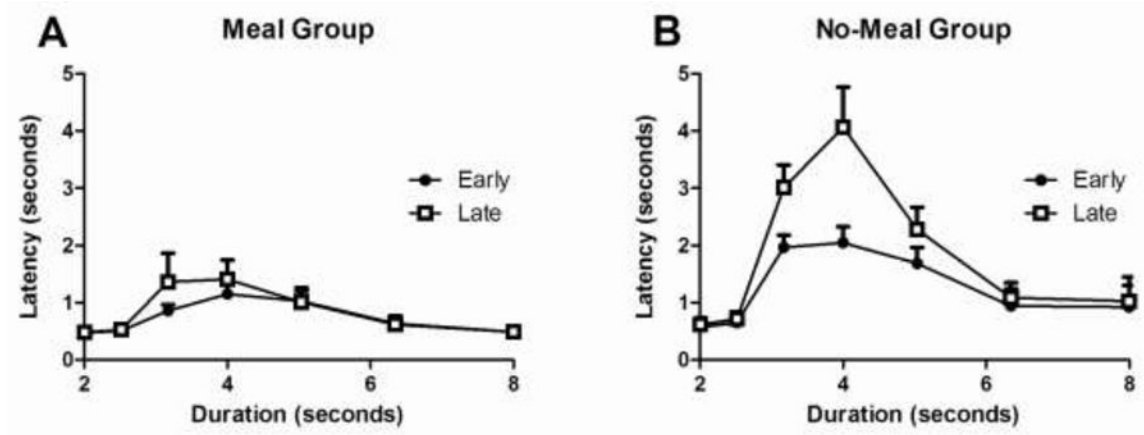 A
Meal Group
5
4
3
2
1
0
Latency (seconds)
Early
Late
2
4
6
8
Duration (seconds)
B
No-Meal Group
5
4
3
2
1
0
Latency (seconds)
Early
Late
2
4
6
8
Duration (seconds)